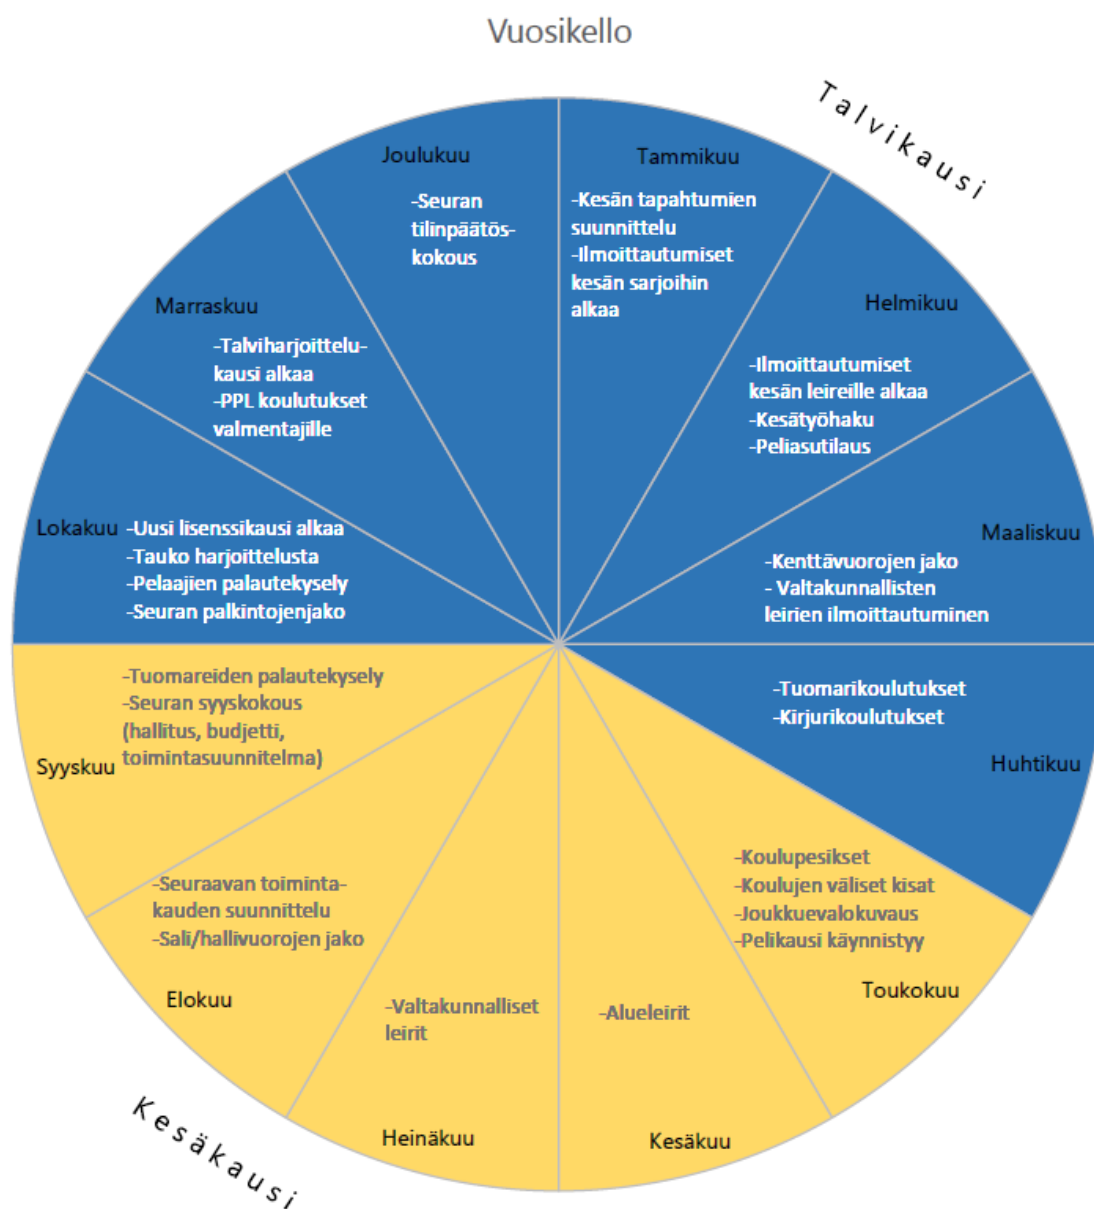 Vuosikello
Talvikausi
Tammikuu
-Kesän tapahtumien
suunnittelu
-Ilmoittautumiset
kesän sarjoihin
alkaa
Helmikuu
-Ilmoittautumiset
kesän leireille alkaa
-Kesätyöhaku
-Peliasutilaus
Maaliskuu
-Kenttävuorojen jako
- Valtakunnallisten
leirien ilmoittautuminen
-Tuomarikoulutukset
-Kirjurikoulutukset
Huhtikuu
-Koulupesikset
-Koulujen väliset kisat
-Joukkuevalokuvaus
-Pelikausi käynnistyy
Toukokuu
-Alueleirit
Kesäkuu
-Valtakunnalliset
leirit
Heinäkuu
-Seuraavan toiminta-
kauden suunnittelu
-Sali/hallivuorojen jako
Elokuu
-Tuomareiden palautekysely
-Seuran syyskokous
(hallitus, budjetti,
toimintasuunnitelma)
Syyskuu
Lokakuu
-Uusi lisenssikausi alkaa
-Tauko harjoittelusta
-Pelaajien palautekysely
-Seuran palkintojenjako
Marraskuu
-Talviharjoittelu-
kausi alkaa
-PPL koulutukset
valmentajille
Joulukuu
-Seuran
tilinpäätös-
kokous
Kesäkausi